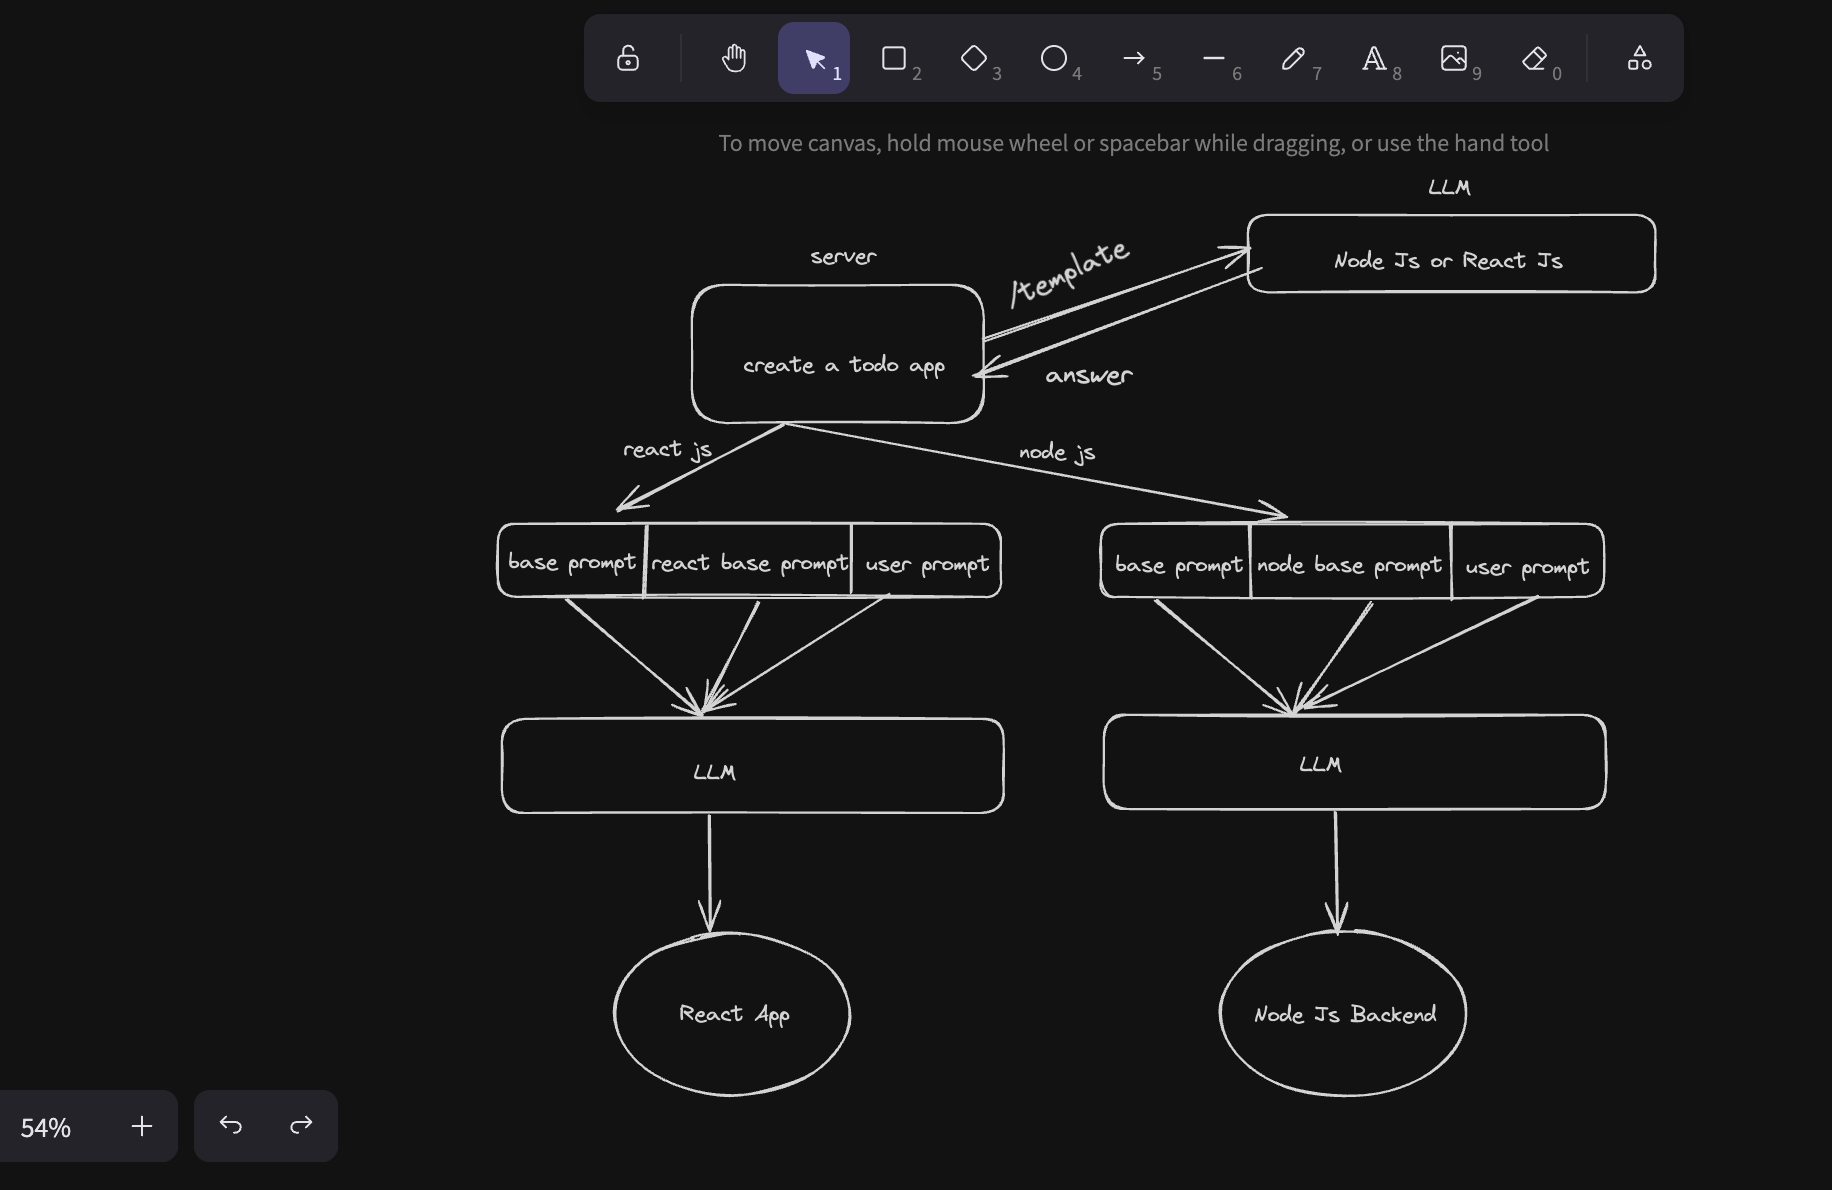 1
2
3
4
5
6
7
8
9
0
To move canvas, hold mouse wheel or spacebar while dragging, or use the hand tool
LLM
Node Js or React Js
server
/template
create a todo app
answer
react js
node js
base prompt
react base prompt
user prompt
base prompt
node base prompt
user prompt
LLM
LLM
React App
Node Js Backend
54%